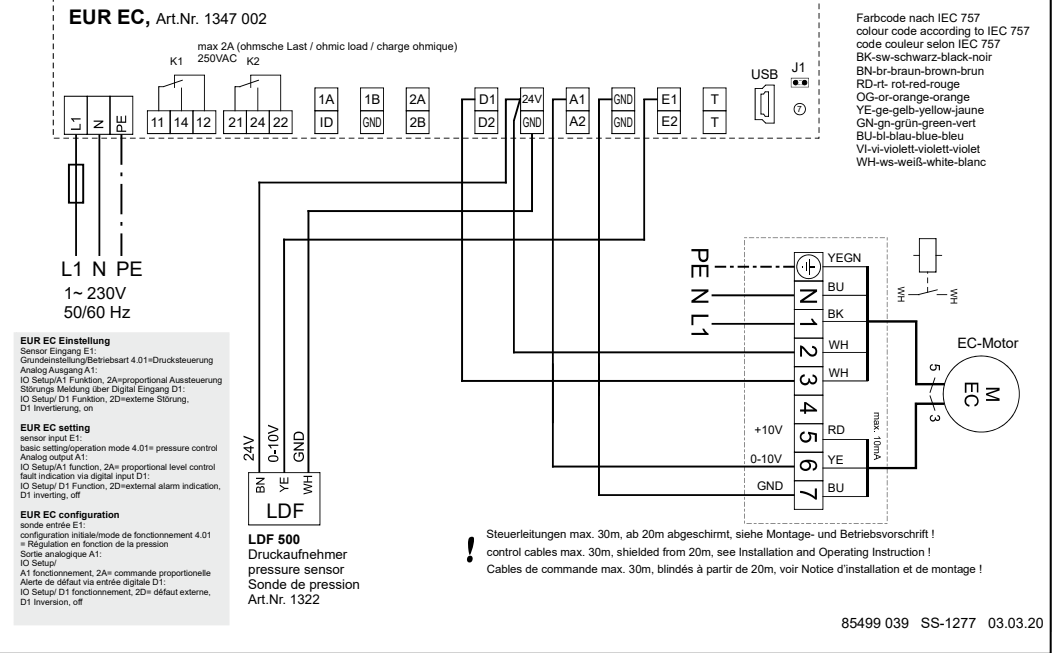 EUR EC, Art.Nr. 1347 002
max 2A (ohmsche Last / ohmic load / charge ohmique)
250VAC
K1
K2
L1
N
PE
11 14 12
21 24 22
1A
ID
1B
GND
2A
2B
D1
D2
24V
GND
A1
A2
GND
GND
E1
E2
T
T
USB
J1
7
Farbcode nach IEC 757
colour code according to IEC 757
code couleur selon IEC 757
BK-sw-schwarz-black-noir
BN-br-braun-brown-brun
RD-rt- rot-red-rouge
OG-or-orange-orange
YE-ge-gelb-yellow-jaune
GN-gn-grün-green-vert
BU-bl-blau-blue-bleu
VI-vi-violett-violett-violet
WH-ws-weiß-white-blanc
L1 N PE
1~ 230V
50/60 Hz
EUR EC Einstellung
Sensor Eingang E1:
Grundeinstellung/Betriebsart 4.01=Drucksteuerung
Analog Ausgang A1:
IO Setup/A1 Funktion, 2A=proportional Aussteuerung
Störungs Meldung über Digital Eingang D1:
IO Setup/ D1 Funktion, 2D=externe Störung,
D1 Invertierung, on
EUR EC setting
sensor input E1:
basic setting/operation mode 4.01= pressure control
Analog output A1:
IO Setup/A1 function, 2A= proportional level control
fault indication via digital input D1:
IO Setup/ D1 Function, 2D=external alarm indication,
D1 inverting, off
EUR EC configuration
sonde entrée E1:
configuration initiale/mode de fonctionnement 4.01
= Régulation en fonction de la pression
Sortie analogique A1:
IO Setup/
A1 fonctionnement, 2A= commande proportionelle
Alerte de défaut via entrée digitale D1:
IO Setup/ D1 fonctionnement, 2D= défaut externe,
D1 Inversion, off
24V
0-10V
GND
BN
YE
WH
LDF
LDF 500
Druckaufnehmer
pressure sensor
Sonde de pression
Art.Nr. 1322
PE
N
L1
N
1
2
3
4
5
6
7
YEGN
BU
BK
WH
WH
+10V
RD
0-10V
YE
GND
BU
max. 10mA
WH
WH
EC-Motor
5
3
M
EC
! Steuerleitungen max. 30m, ab 20m abgeschirmt, siehe Montage- und Betriebsvorschrift !
control cables max. 30m, shielded from 20m, see Installation and Operating Instruction !
Cables de commande max. 30m, blindés à partir de 20m, voir Notice d'installation et de montage !
85499 039 SS-1277 03.03.20